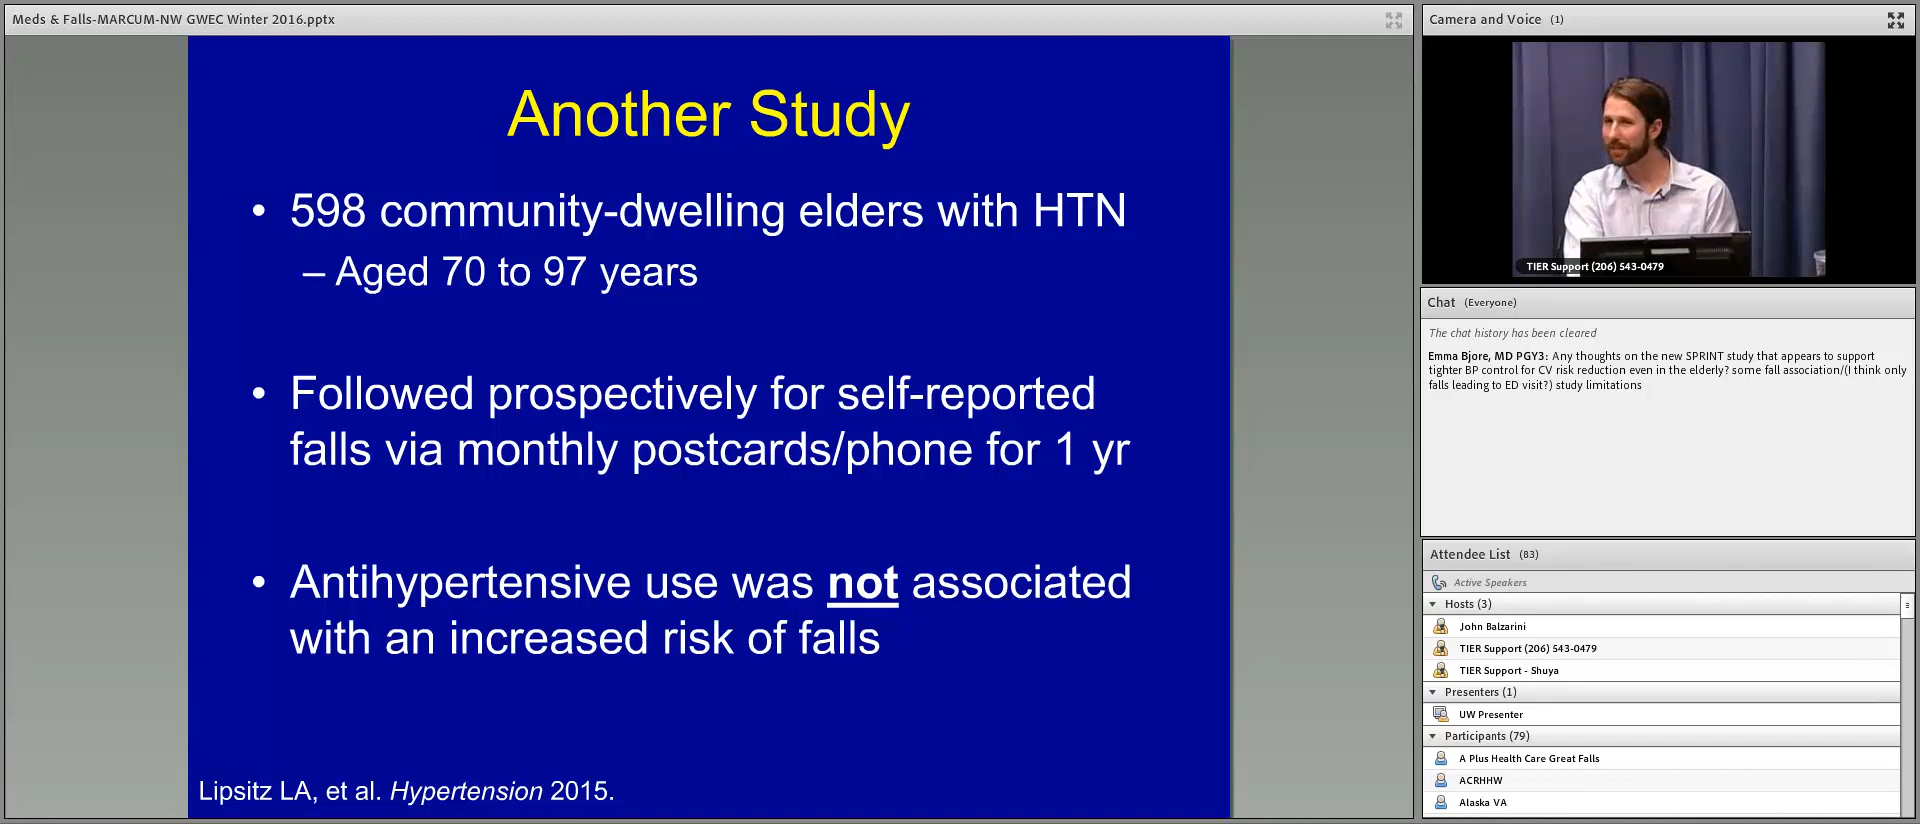 Meds & Falls-MARCUM-NW GWEC Winter 2016.pptx
Another Study
• 598 community-dwelling elders with HTN
– Aged 70 to 97 years
• Followed prospectively for self-reported
falls via monthly postcards/phone for 1 yr
• Antihypertensive use was not associated
with an increased risk of falls
Lipsitz LA, et al. Hypertension 2015.
Camera and Voice (1)
TIER Support (206) 543-0479
Chat (Everyone)
The chat history has been cleared
Emma Bjore, MD PGY3: Any thoughts on the new SPRINT study that appears to support
tighter BP control for CV risk reduction even in the elderly? some fall association/(I think only
falls leading to ED visit?) study limitations
Attendee List (83)
Active Speakers
Hosts (3)
John Balzarini
TIER Support (206) 543-0479
TIER Support - Shuya
Presenters (1)
UW Presenter
Participants (79)
A Plus Health Care Great Falls
ACRHHW
Alaska VA